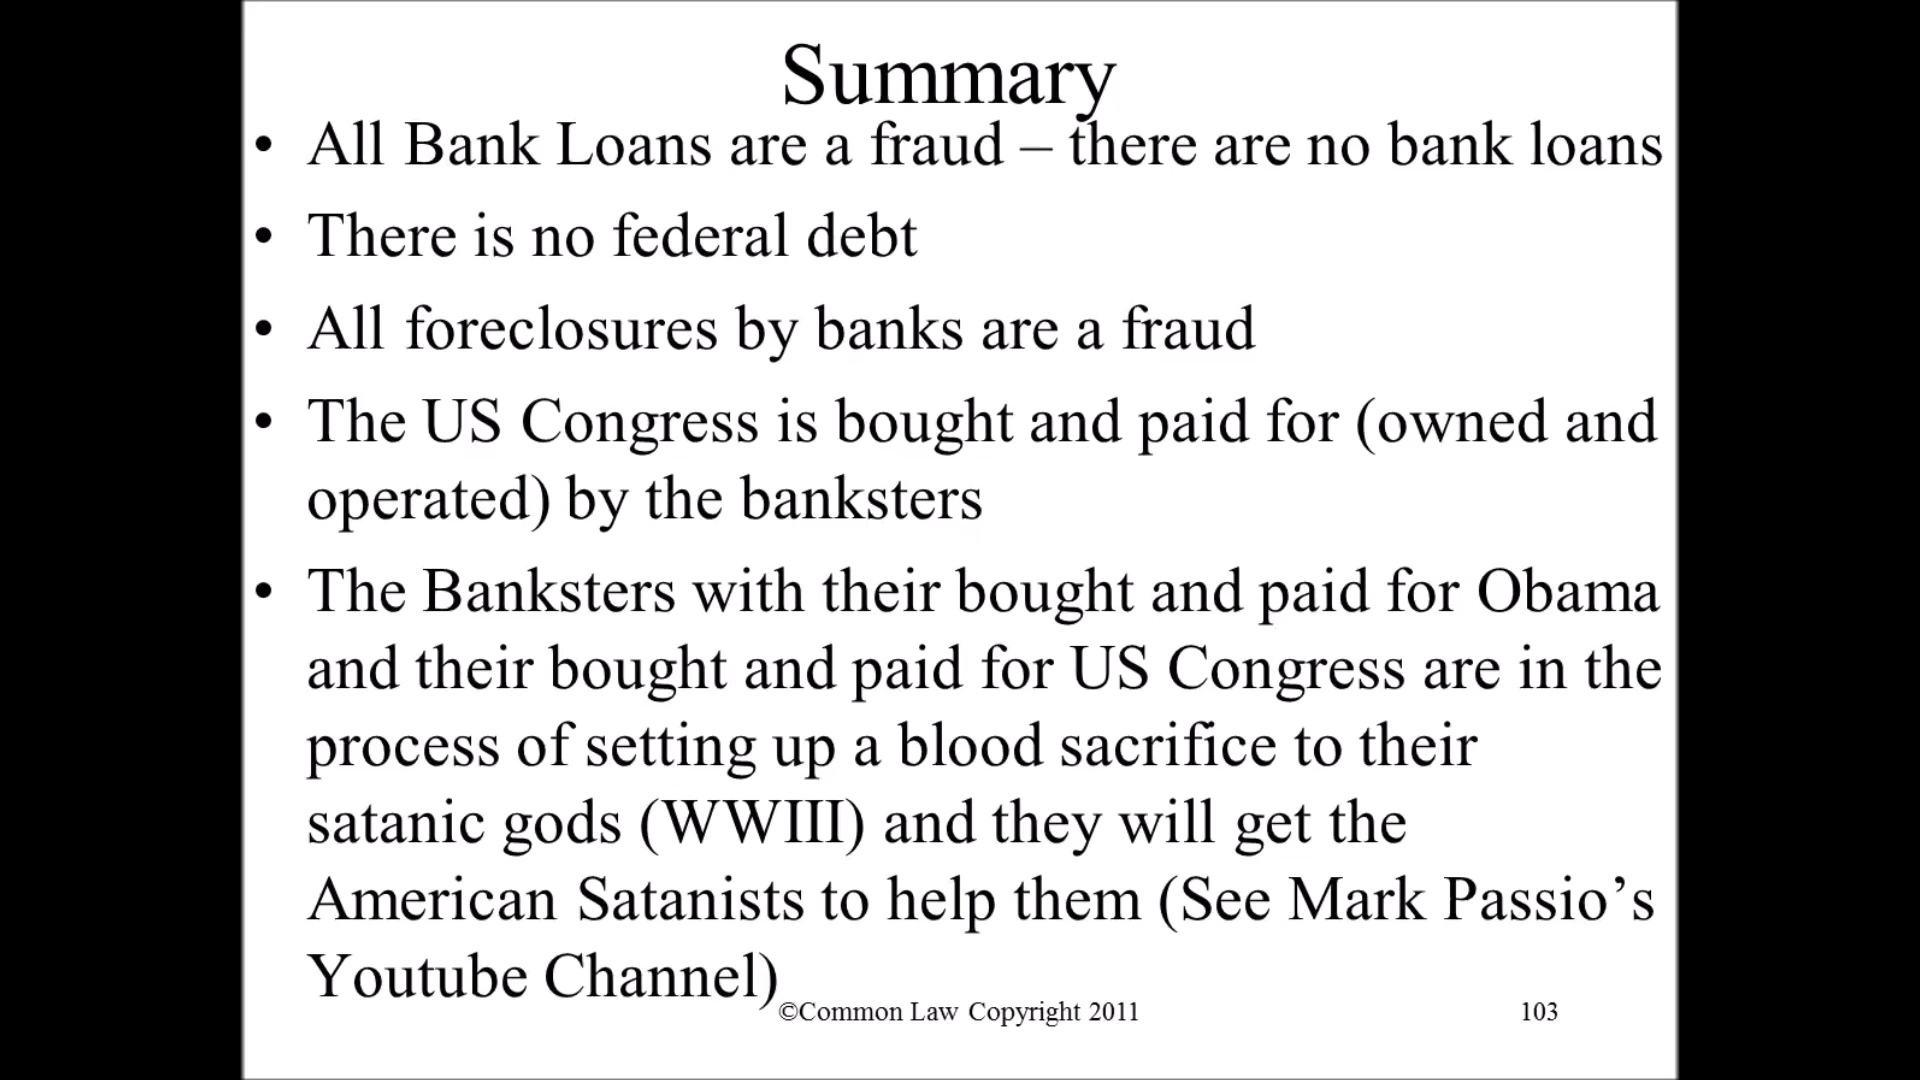 Summary
• All Bank Loans are a fraud – there are no bank loans
• There is no federal debt
• All foreclosures by banks are a fraud
• The US Congress is bought and paid for (owned and
operated) by the banksters
• The Banksters with their bought and paid for Obama
and their bought and paid for US Congress are in the
process of setting up a blood sacrifice to their
satanic gods (WWIII) and they will get the
American Satanists to help them (See Mark Passio’s
Youtube Channel)
©Common Law Copyright 2011
103